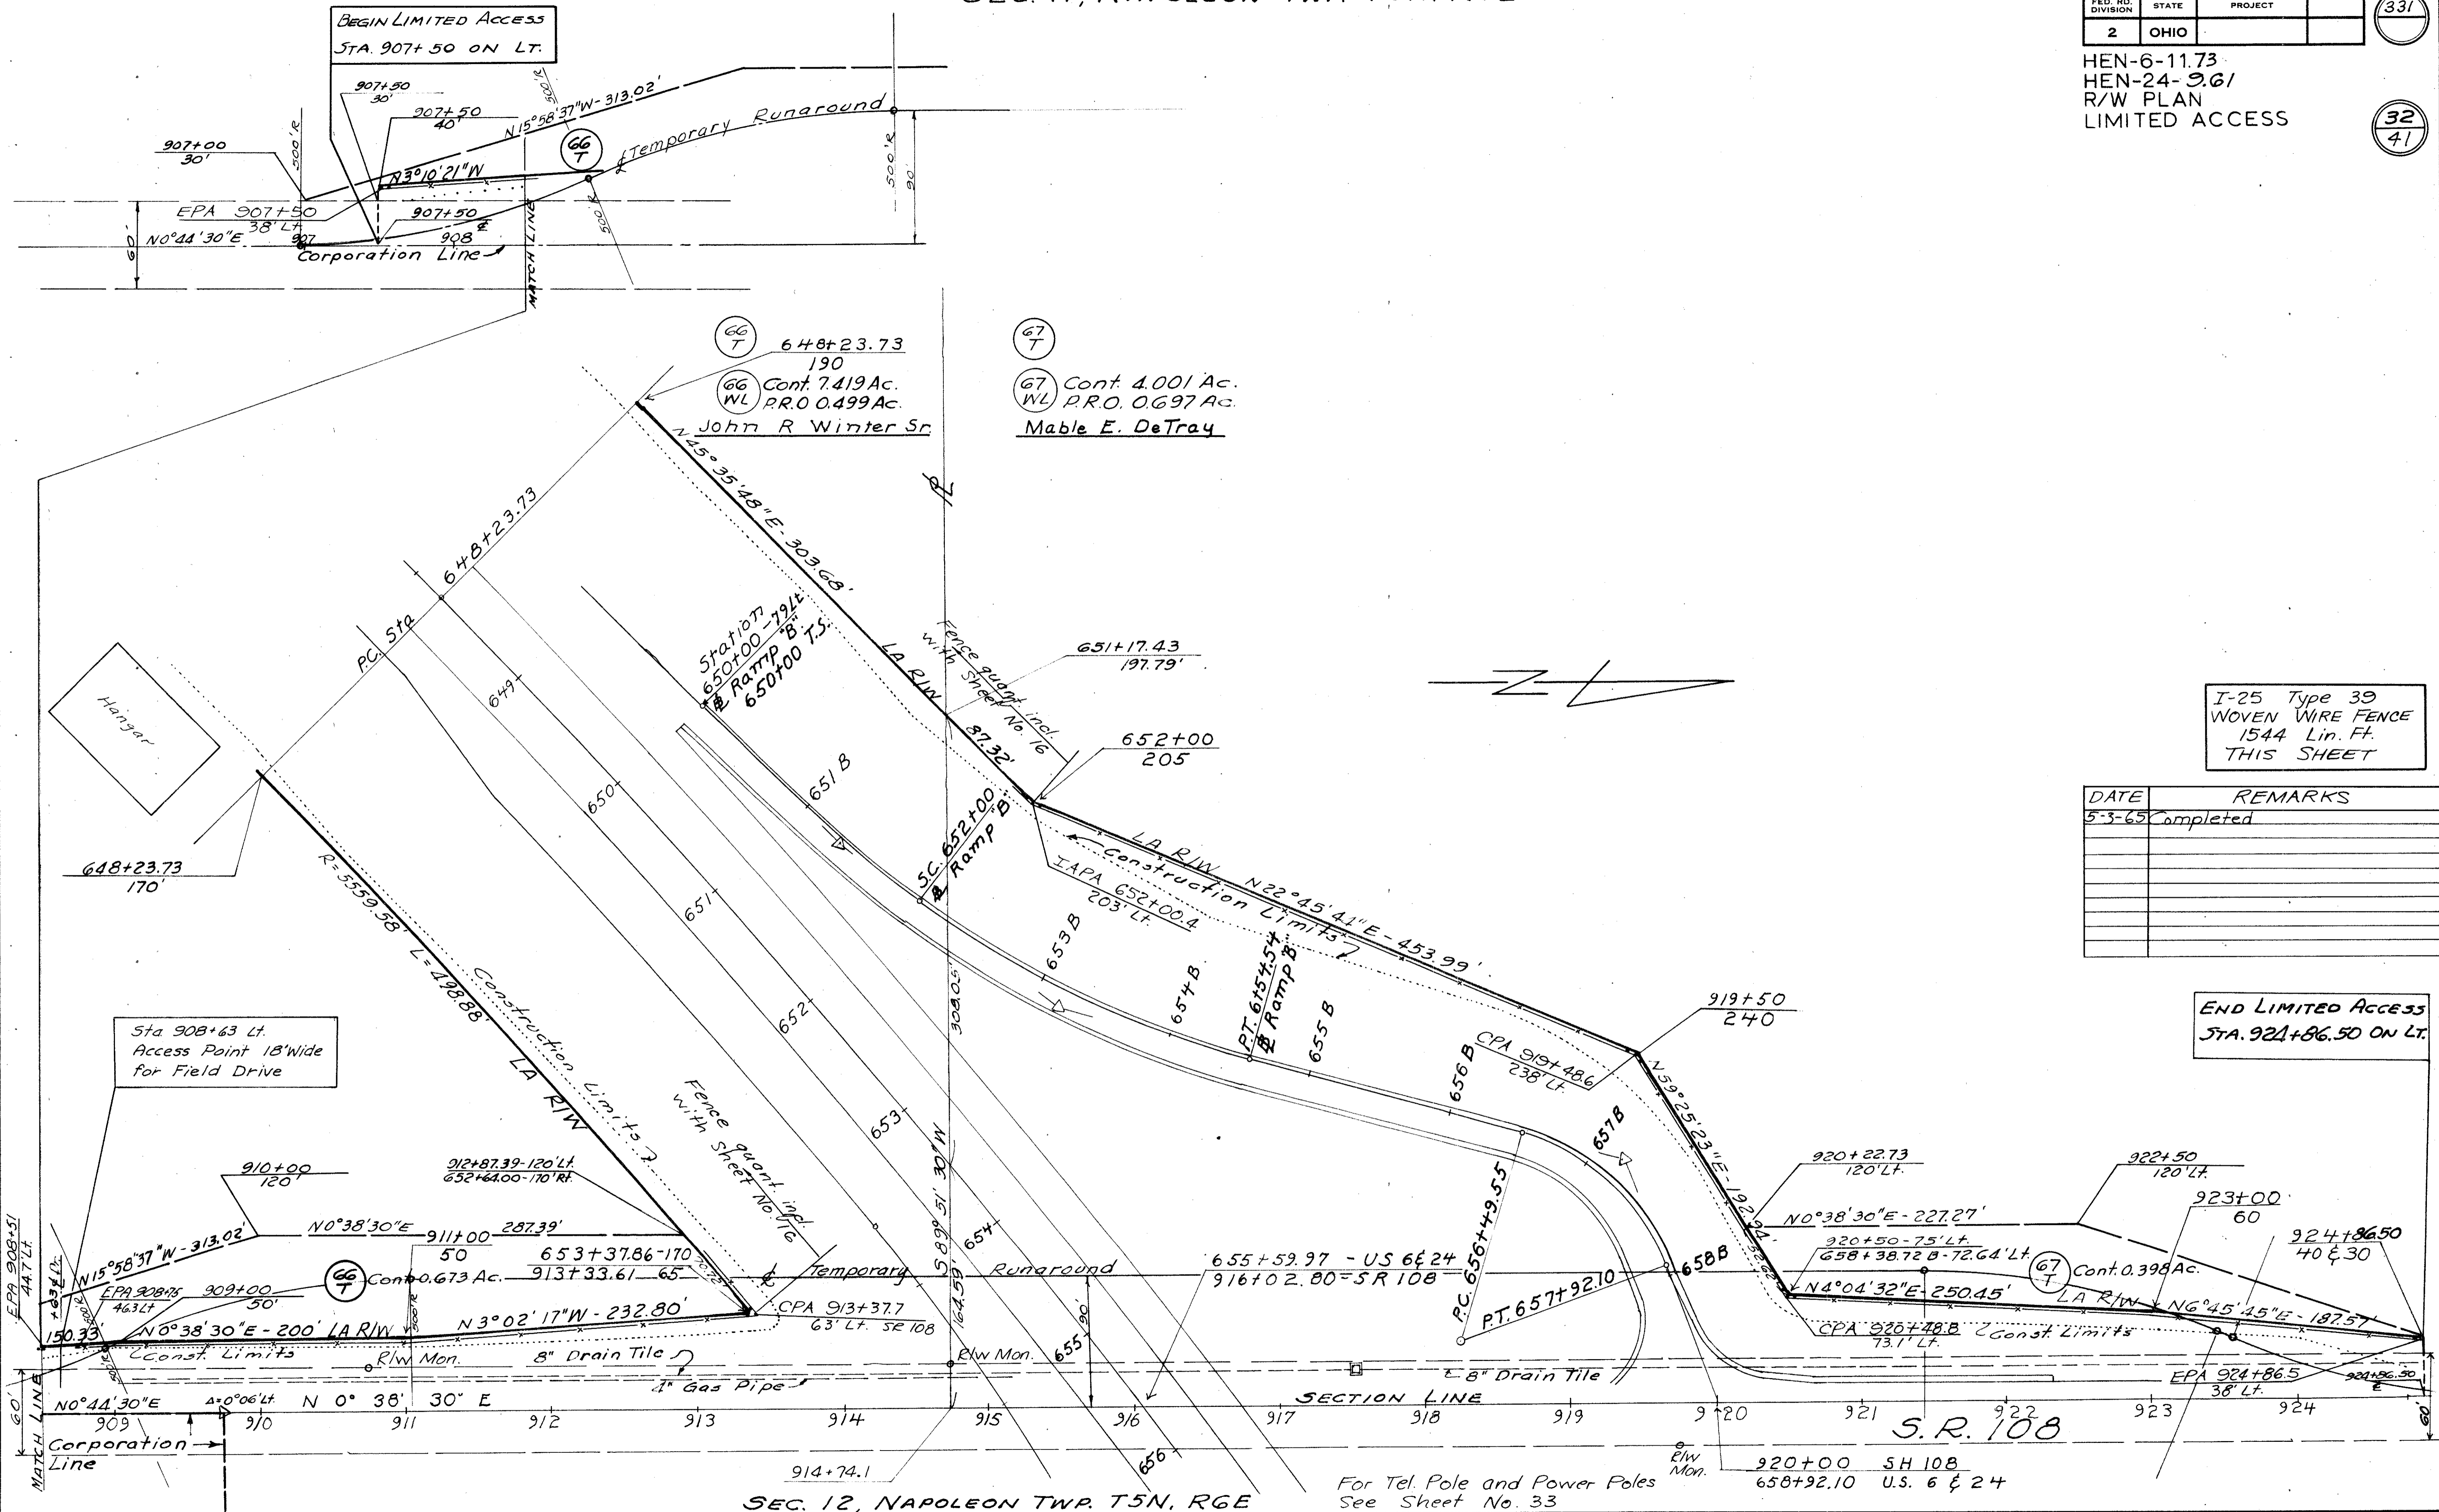 FED. RD. DIVISION STATE PROJECT
2 OHIO
331
HEN-6-11.73
HEN-24-9.61
R/W PLAN
LIMITED ACCESS
32
41
BEGIN LIMITED ACCESS
STA. 907+50 ON LT.
907+50
30'
907+50
40'
500'R
N15°58'37"W-313.02'
Temporary Runaround
500'R
90'
907+00
30'
500'R
66
T
N3°10'21"W
EPA 907+50
38' Lt.
907+50
500'R
N0°44'30"E
907
908
60'
Corporation Line
MATCH LINE
66
T
648+23.73
190
66
WL
Cont. 7.419 Ac.
P.R.O 0.499 Ac.
John R Winter Sr.
67
T
67
WL
Cont. 4.001 Ac.
P.R.O. 0.697 Ac.
Mable E. DeTray
N45°35'48"E-303.68'
P.C. Sta 648+23.73
Hangar
Station
650+00-79Lt
Ramp "B"
650+00 T.S.
LA R/W
Fence quant. incl.
with Sheet No. 16
651+17.43
197.79'
87.32'
652+00
205
649
650
651
652
653
654
655
656
651 B
S.C. 652+00
Ramp "B"
653 B
654 B
P.T. 6+54.54
Ramp "B"
655 B
656 B
657 B
658 B
IAPA 652+00.4
203' Lt.
LA R/W
Construction Limits
N22°45'41"E-453.99'
I-25 Type 39
WOVEN WIRE FENCE
1544 Lin. Ft.
THIS SHEET
DATE REMARKS
5-3-65 Completed
648+23.73
170'
R=5559.58' L=498.88'
Construction Limits
LA R/W
Fence quant. incl.
with Sheet No. 16
308.05'
S 89° 51' 30" W
164.59'
919+50
240
CPA 919+48.6
238' Lt.
END LIMITED ACCESS
STA. 924+86.50 ON LT.
Sta 908+63 Lt.
Access Point 18' Wide
for Field Drive
910+00
120'
912+87.39-120' Lt.
652+64.00-170' Rt.
N59°25'23"E-192.94'
52.62'
920+22.73
120' Lt.
922+50
120' Lt.
923+00
60
924+86.50
40 & 30
N0°38'30"E-227.27'
920+50-75' Lt.
658+38.72 B-72.64' Lt.
67
T
Cont. 0.398 Ac.
N4°04'32"E-250.45'
LA R/W
N6°45'45"E-187.57'
CPA 920+48.8
73.1' Lt.
Const. Limits
EPA 924+86.5
38' Lt.
924+86.50
EPA 908+51
44.7 Lt.
N15°58'37"W-313.02'
N0°38'30"E 287.39'
911+00
50
653+37.86-170
913+33.61 65
66
T
Cont. 0.673 Ac.
Temporary Runaround
655+59.97 - US 6 & 24
916+02.80 = SR 108
P.C. 656+49.55
P.T. 657+92.10
EPA 908+75
46.3 Lt
909+00
50'
500'R
150.33'
N0°38'30"E-200' LA R/W
N 3°02'17"W-232.80'
CPA 913+37.7
63' Lt. SR 108
90'
Const. Limits
R/W Mon.
8" Drain Tile
4" Gas Pipe
R/W Mon.
8" Drain Tile
SECTION LINE
60'
MATCH LINE
N0°44'30"E
Δ=0°06' Lt.
N 0° 38' 30" E
909 910 911 912 913 914 915 916 917 918 919 920 921 922 923 924
S.R. 108
60'
Corporation
Line
914+74.1
SEC. 12, NAPOLEON TWP. T5N, R6E
For Tel. Pole and Power Poles
See Sheet No. 33
R/W
Mon.
920+00 SH 108
658+92.10 U.S. 6 & 24